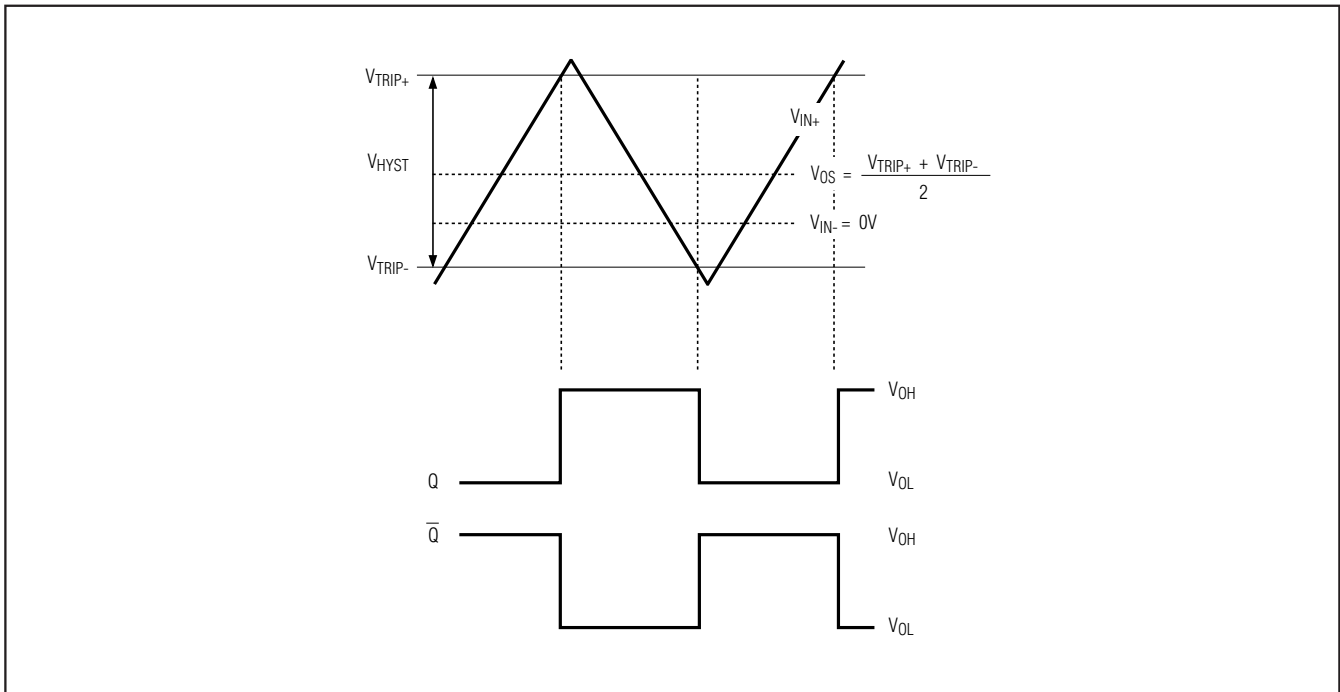 VTRIP+
VIN+
VHYST
VOS = VTRIP+ + VTRIP- / 2
VIN- = 0V
VTRIP-
VOH
Q VOL
Q̅ VOH
VOL